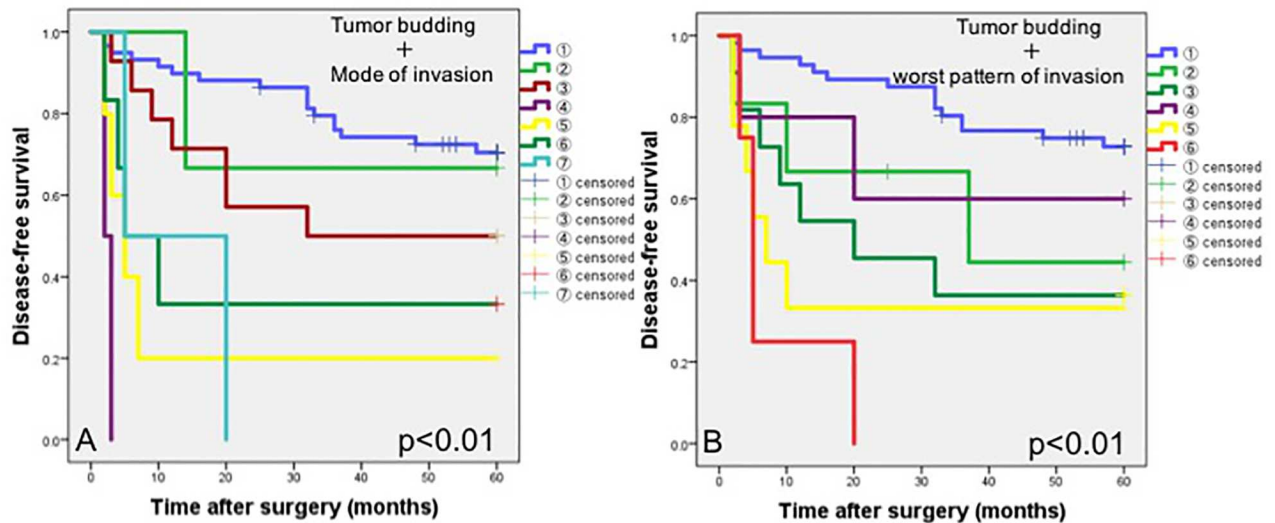 Tumor budding
+
Mode of invasion
Disease-free survival
1.0
0.8
0.6
0.4
0.2
0.0
A
p<0.01
0 10 20 30 40 50 60
Time after surgery (months)
①
②
③
④
⑤
⑥
⑦
① censored
② censored
③ censored
④ censored
⑤ censored
⑥ censored
⑦ censored
Tumor budding
+
worst pattern of invasion
Disease-free survival
1.0
0.8
0.6
0.4
0.2
0.0
B
p<0.01
0 10 20 30 40 50 60
Time after surgery (months)
①
②
③
④
⑤
⑥
① censored
② censored
③ censored
④ censored
⑤ censored
⑥ censored